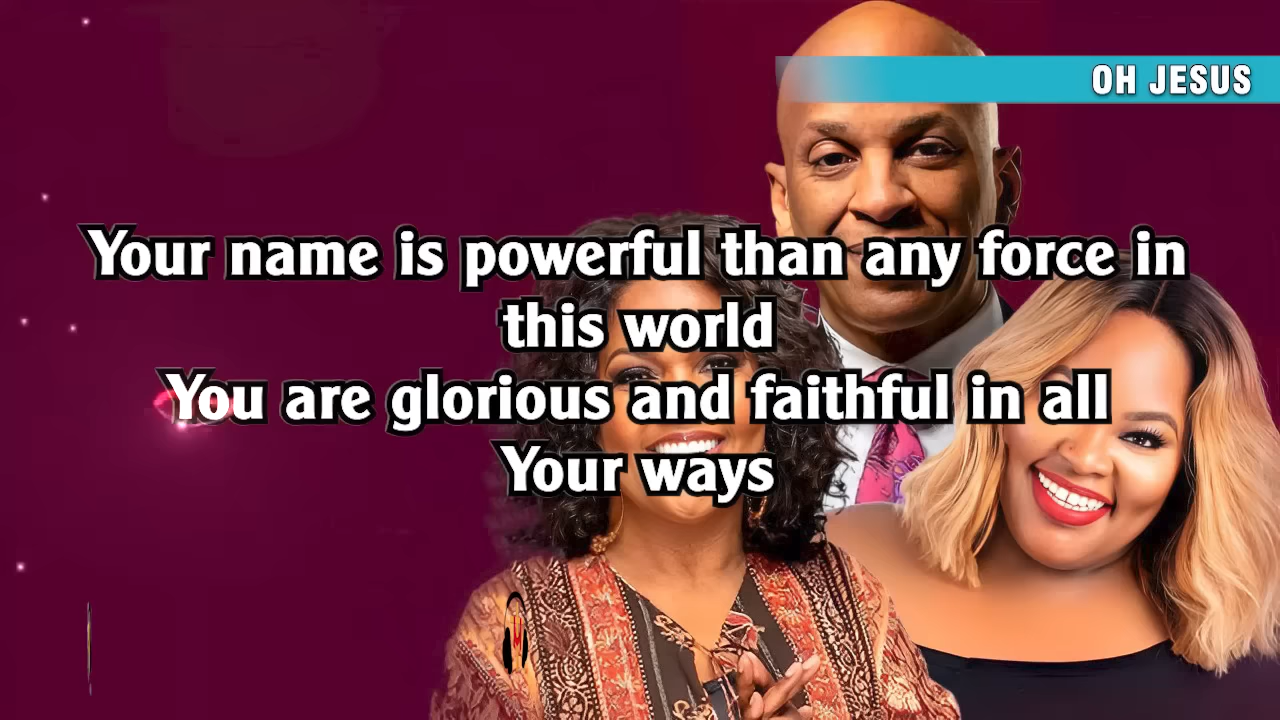 OH JESUS
Your name is powerful than any force in
this world
You are glorious and faithful in all
Your ways